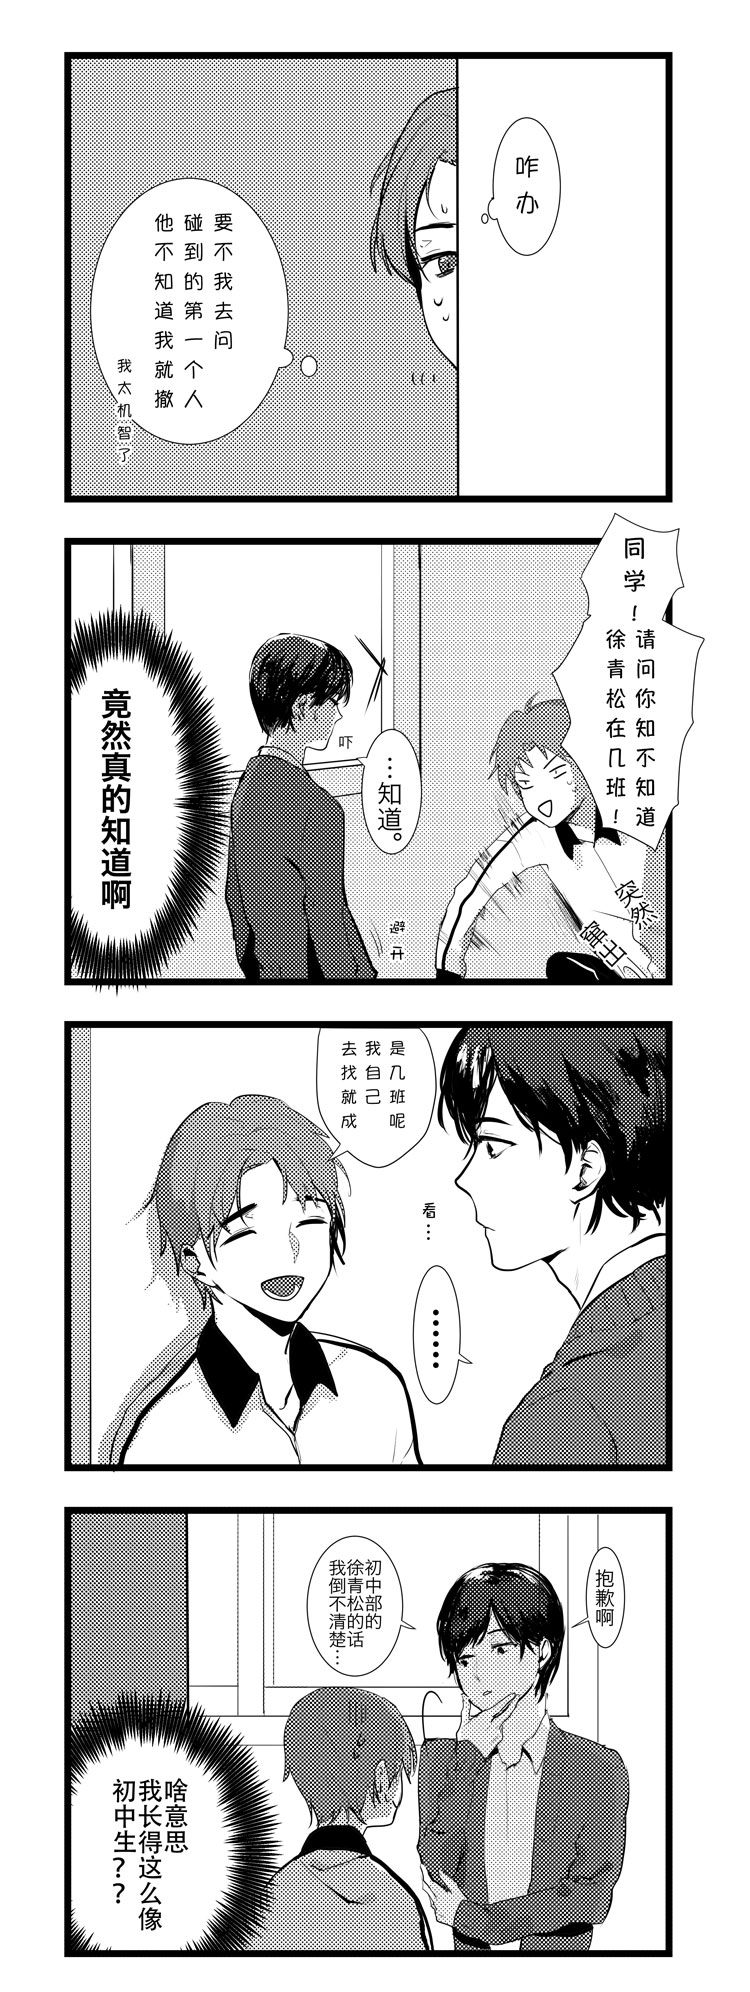 咋办
要不我去问
碰到的第一个人
他不知道我就撤
我太机智了
同学！
请问你知不知道
徐青松在几班！
突然
窜出
吓
…知道。
避开
竟然真的知道啊
是几班呢
我自己
去找就成
看…
……
抱歉啊
初中部的
徐青松的话
我倒不清楚…
啥意思
我长得这么像
初中生？？